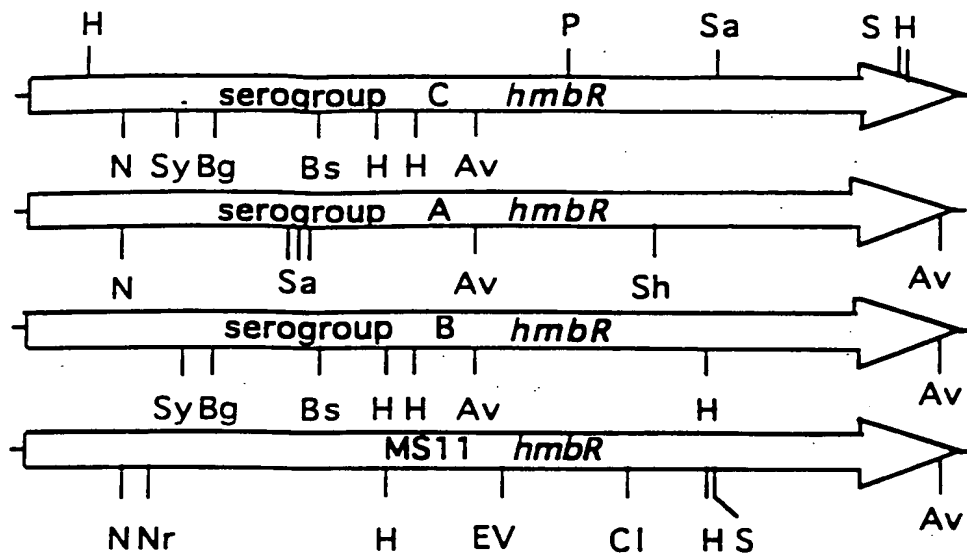 H P Sa S H
serogroup C hmbR
N Sy Bg Bs H H Av
serogroup A hmbR
N Sa Av Sh Av
serogroup B hmbR
Sy Bg Bs H H Av H Av
MS11 hmbR
N Nr H EV Cl H S Av